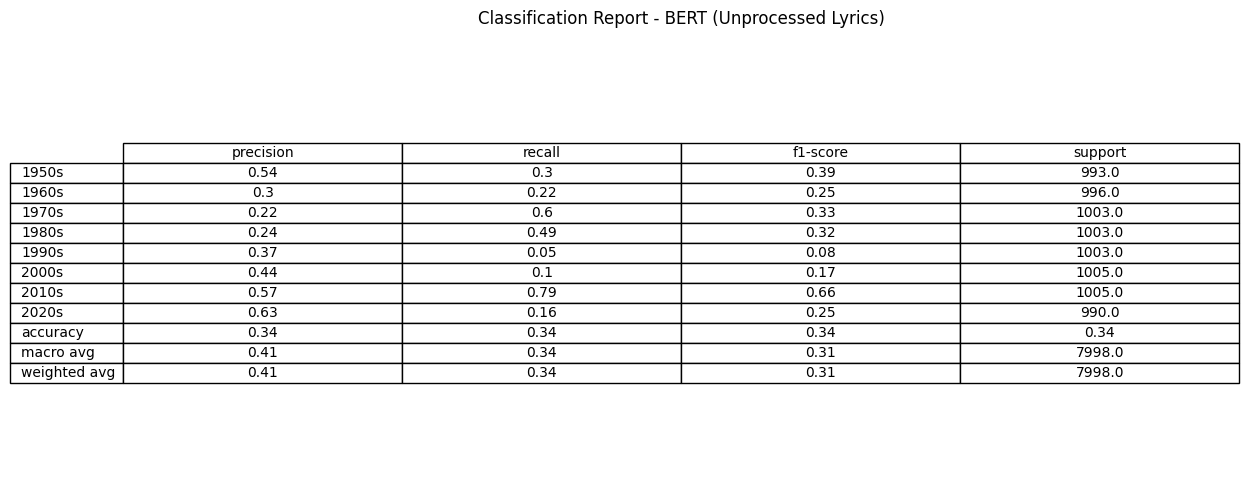 Classification Report - BERT (Unprocessed Lyrics)
precision recall f1-score support
1950s 0.54 0.3 0.39 993.0
1960s 0.3 0.22 0.25 996.0
1970s 0.22 0.6 0.33 1003.0
1980s 0.24 0.49 0.32 1003.0
1990s 0.37 0.05 0.08 1003.0
2000s 0.44 0.1 0.17 1005.0
2010s 0.57 0.79 0.66 1005.0
2020s 0.63 0.16 0.25 990.0
accuracy 0.34 0.34 0.34 0.34
macro avg 0.41 0.34 0.31 7998.0
weighted avg 0.41 0.34 0.31 7998.0